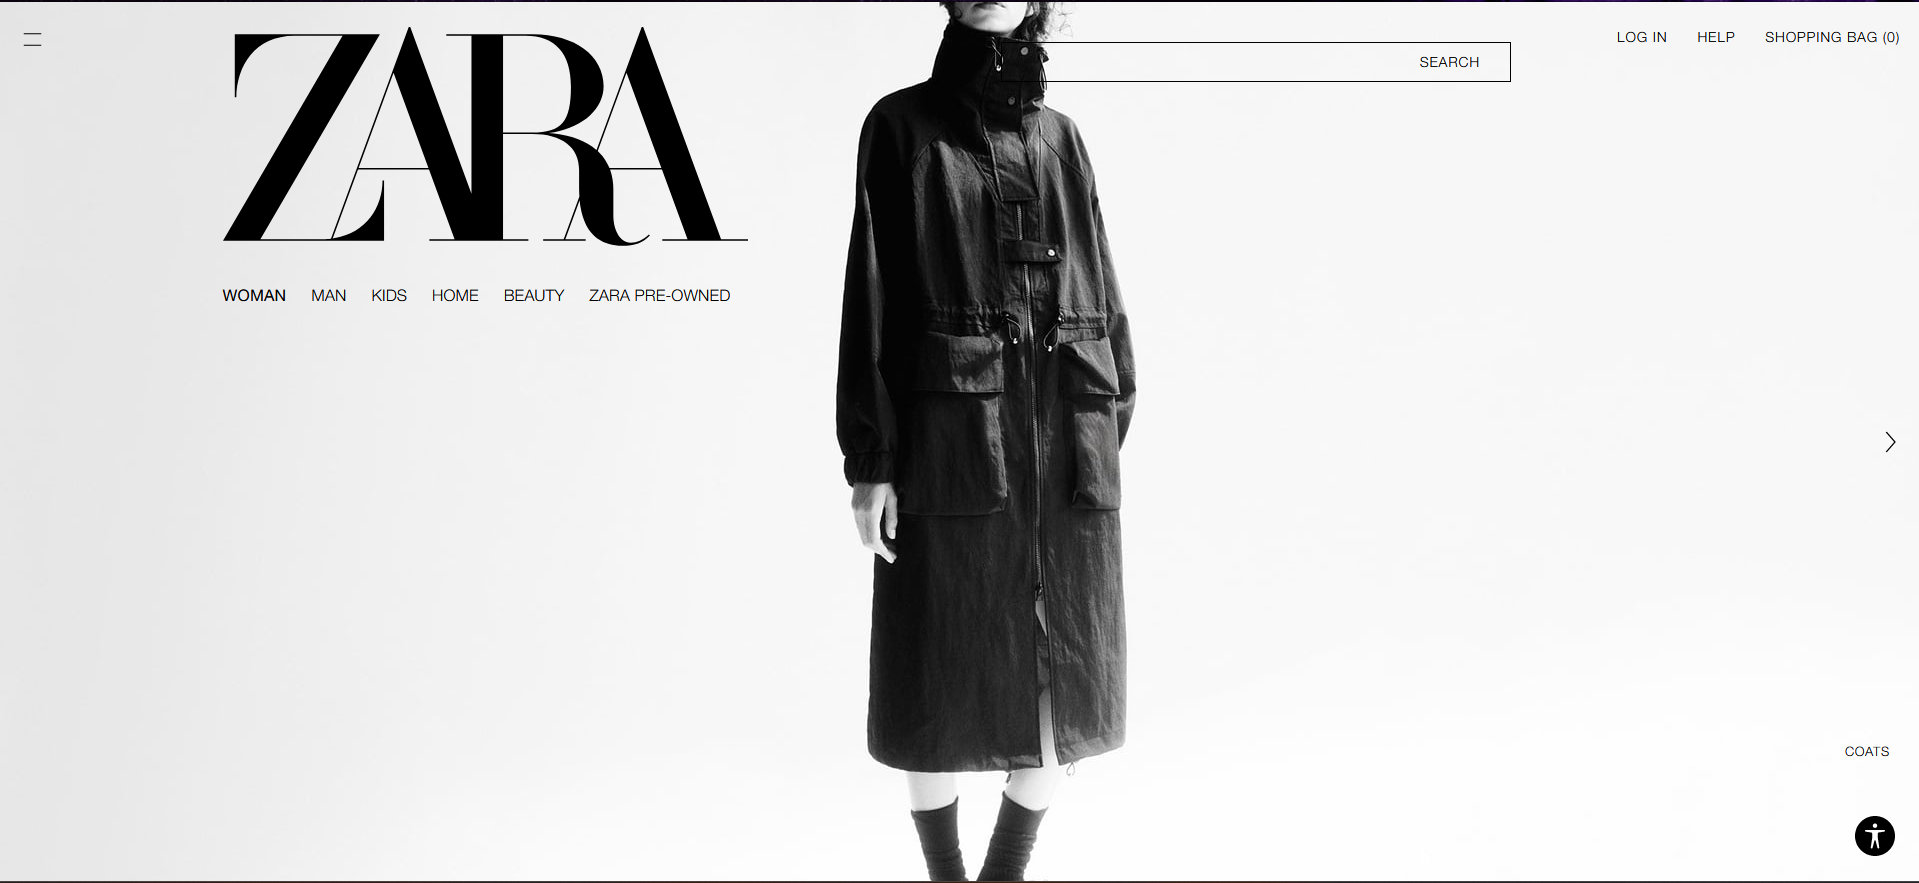 ZARA
SEARCH
LOG IN HELP SHOPPING BAG (0)
WOMAN MAN KIDS HOME BEAUTY ZARA PRE-OWNED
COATS